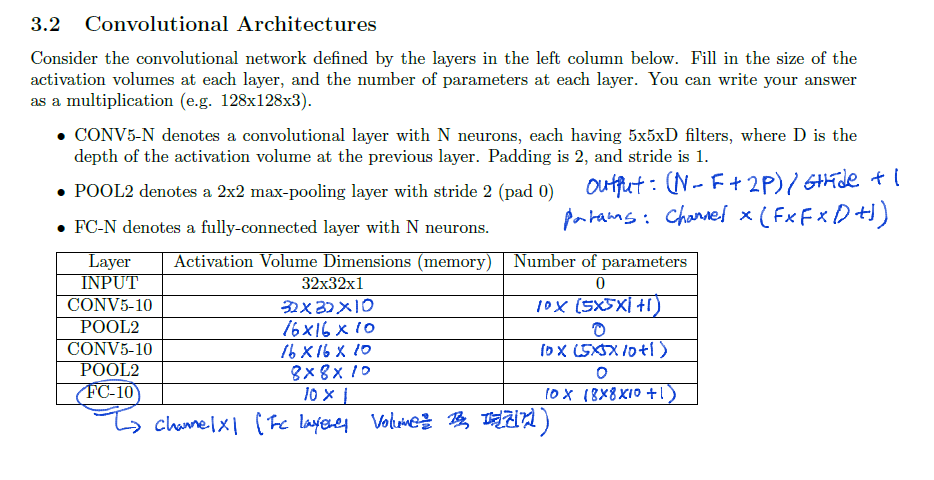 3.2 Convolutional Architectures
Consider the convolutional network defined by the layers in the left column below. Fill in the size of the
activation volumes at each layer, and the number of parameters at each layer. You can write your answer
as a multiplication (e.g. 128x128x3).
• CONV5-N denotes a convolutional layer with N neurons, each having 5x5xD filters, where D is the
depth of the activation volume at the previous layer. Padding is 2, and stride is 1.
• POOL2 denotes a 2x2 max-pooling layer with stride 2 (pad 0)
output : (N - F + 2P) / stride + 1
• FC-N denotes a fully-connected layer with N neurons.
params : channel × (F×F×D+1)
Layer Activation Volume Dimensions (memory) Number of parameters
INPUT 32x32x1 0
CONV5-10 32×32×10 10× (5×5×1+1)
POOL2 16×16×10 0
CONV5-10 16×16×10 10× (5×5×10+1)
POOL2 8×8×10 0
FC-10 10×1 10× (8×8×10+1)
channel×1 (Fc layer Volume을 쭉 펼친것)